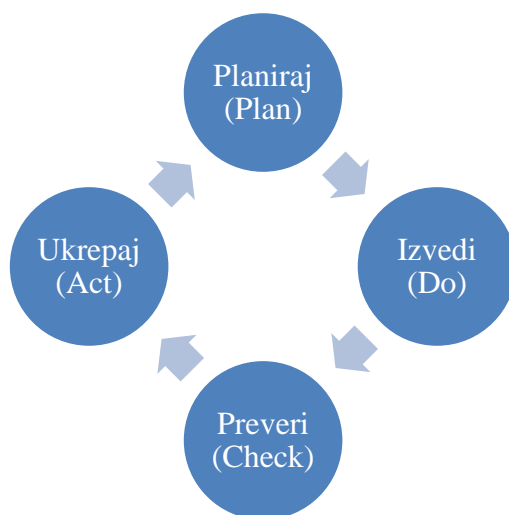 Planiraj
(Plan)
Izvedi
(Do)
Preveri
(Check)
Ukrepaj
(Act)